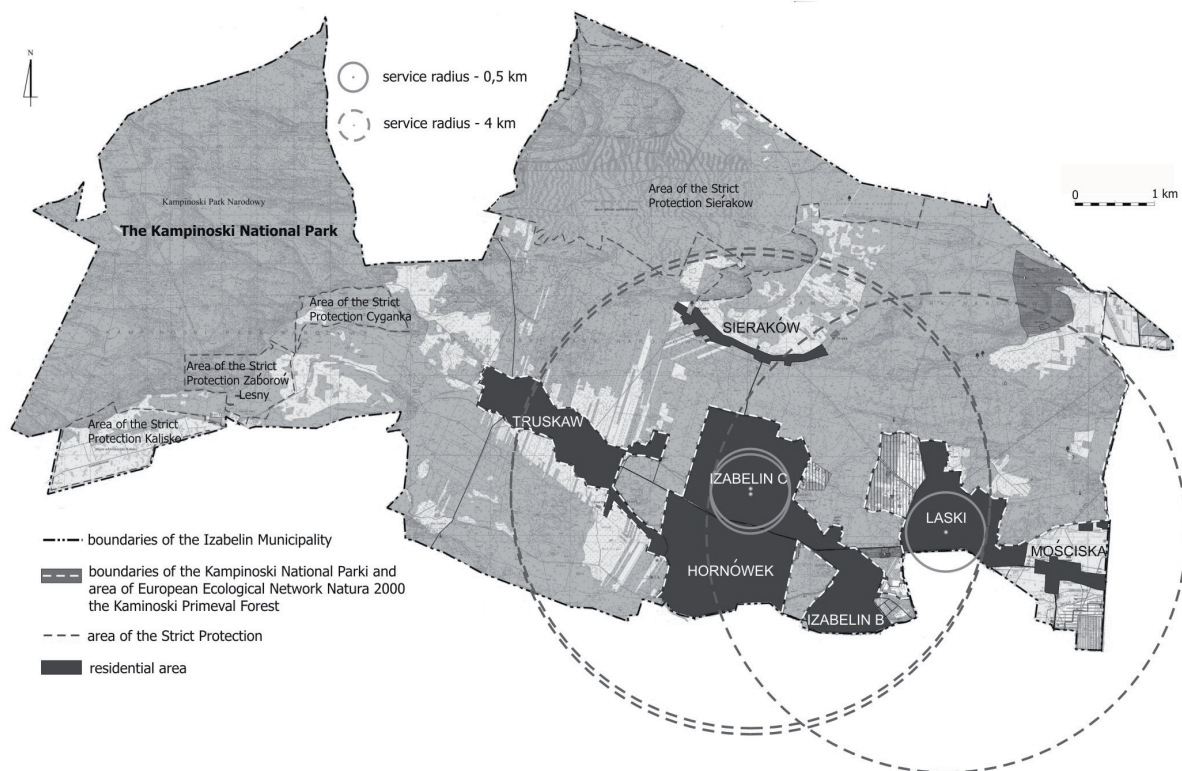 N
service radius - 0,5 km
service radius - 4 km
0 1 km
Area of the Strict
Protection Sierakow
Kampinoski Park Narodowy
The Kampinoski National Park
Area of the Strict
Protection Cyganka
SIERAKÓW
Area of the Strict
Protection Zaborow
Lesny
Area of the Strict
Protection Kalisko
TRUSKAW
IZABELIN C
LASKI
MOŚCISKA
HORNÓWEK
IZABELIN B
boundaries of the Izabelin Municipality
boundaries of the Kampinoski National Parki and
area of European Ecological Network Natura 2000
the Kaminoski Primeval Forest
area of the Strict Protection
residential area